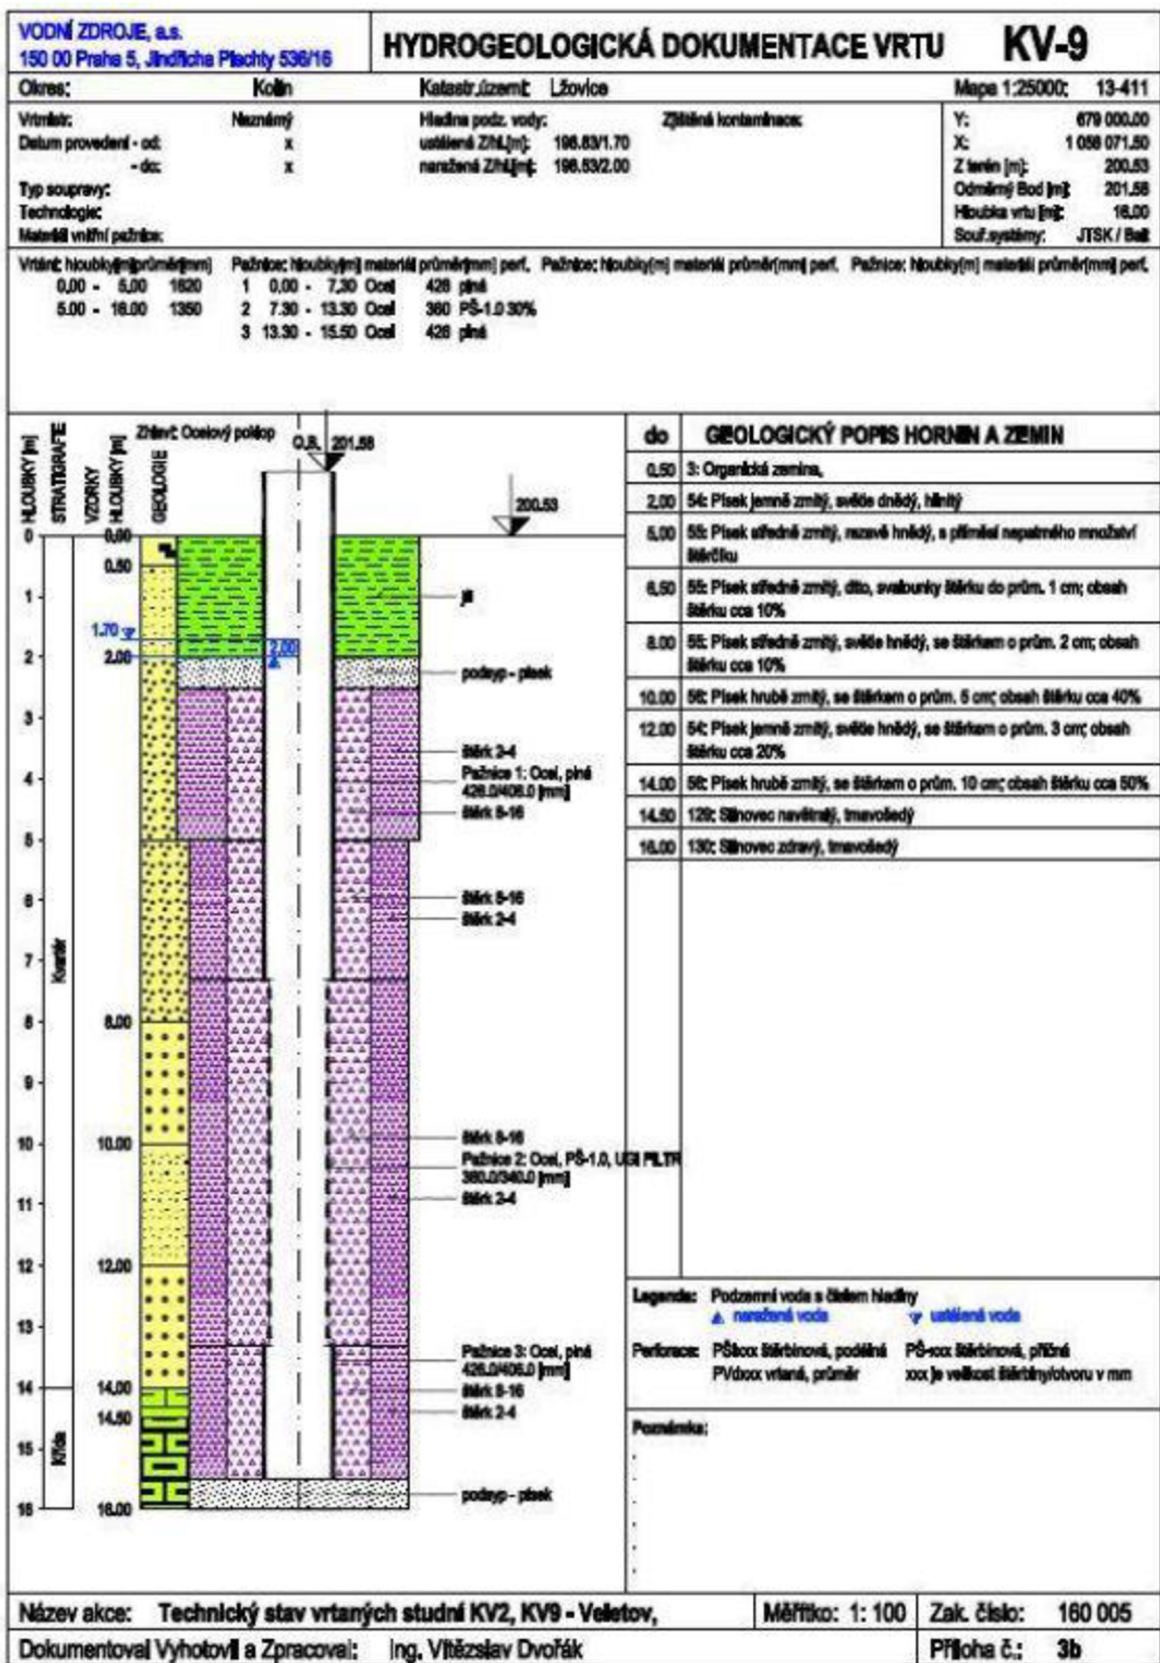 VODNÍ ZDROJE, a.s.
150 00 Praha 5, Jindřicha Plachty 536/16
HYDROGEOLOGICKÁ DOKUMENTACE VRTU KV-9
Okres: Kolín Katastr.území: Lžovice Mapa 1:25000: 13-411
Vrtmistr: Neznámý Hladina podz. vody: Zjištěná kontaminace: Y: 679 000.00
Datum provedení - od: x ustálená Z/hl.[m]: 198.83/1.70 X: 1 056 071.50
- do: x naražená Z/hl.[m]: 198.53/2.00 Z terén [m]: 200.53
Typ soupravy: Odměrný Bod [m]: 201.58
Technologie: Hloubka vrtu [m]: 16.00
Materiál vnitřní pažnice: Souř.systémy: JTSK / Balt
Vrtání: hloubky[m] průměr[mm] Pažnice: hloubky[m] materiál průměr[mm] perf. Pažnice: hloubky[m] materiál průměr[mm] perf. Pažnice: hloubky[m] materiál průměr[mm] perf.
0.00 - 5.00 1620 1 0.00 - 7.30 Ocel 426 plná
5.00 - 16.00 1350 2 7.30 - 13.30 Ocel 360 PŠ-1.0 30%
3 13.30 - 15.50 Ocel 426 plná
HLOUBKY [m]
STRATIGRAFIE
VZORKY
HLOUBKY [m]
GEOLOGIE
Zhlaví: Ocelový poklop
O.B. 201.58
200.53
0
1
2
3
4
5
6
7
8
9
10
11
12
13
14
15
16
Kvartér
Křída
0.00
0.50
1.70
2.00
2.00
8.00
10.00
12.00
14.00
14.50
16.00
jíl
podsyp - písek
štěrk 2-4
Pažnice 1: Ocel, plná
426.0/406.0 [mm]
štěrk 8-16
štěrk 8-16
štěrk 2-4
štěrk 8-16
Pažnice 2: Ocel, PŠ-1.0, UGI FILTR
360.0/340.0 [mm]
štěrk 2-4
Pažnice 3: Ocel, plná
426.0/406.0 [mm]
štěrk 8-16
štěrk 2-4
podsyp - písek
do GEOLOGICKÝ POPIS HORNIN A ZEMIN
0.50 3: Organická zemina,
2.00 54: Písek jemně zrnitý, světle dnědý, hlinitý
5.00 55: Písek středně zrnitý, rezavě hnědý, s příměsí nepatrného množství
štěrčíku
6.50 55: Písek středně zrnitý, dtto, s valounky štěrku do prům. 1 cm; obsah
štěrku cca 10%
8.00 55: Písek středně zrnitý, světle hnědý, se štěrkem o prům. 2 cm; obsah
štěrku cca 10%
10.00 56: Písek hrubě zrnitý, se štěrkem o prům. 5 cm; obsah štěrku cca 40%
12.00 54: Písek jemně zrnitý, světle hnědý, se štěrkem o prům. 3 cm; obsah
štěrku cca 20%
14.00 56: Písek hrubě zrnitý, se štěrkem o prům. 10 cm; obsah štěrku cca 50%
14.50 129: Slínovec navětralý, tmavošedý
16.00 130: Slínovec zdravý, tmavošedý
Legenda: Podzemní voda s číslem hladiny
naražená voda ustálená voda
Perforace: PŠIxxx štěrbinová, podélná PŠ-xxx štěrbinová, příčná
PVdxxx vrtaná, průměr xxx je velikost štěrbiny/otvoru v mm
Poznámka:
Název akce: Technický stav vrtaných studní KV2, KV9 - Veletov, Měřítko: 1: 100 Zak. číslo: 160 005
Dokumentoval Vyhotovil a Zpracoval: Ing. Vítězslav Dvořák Příloha č.: 3b